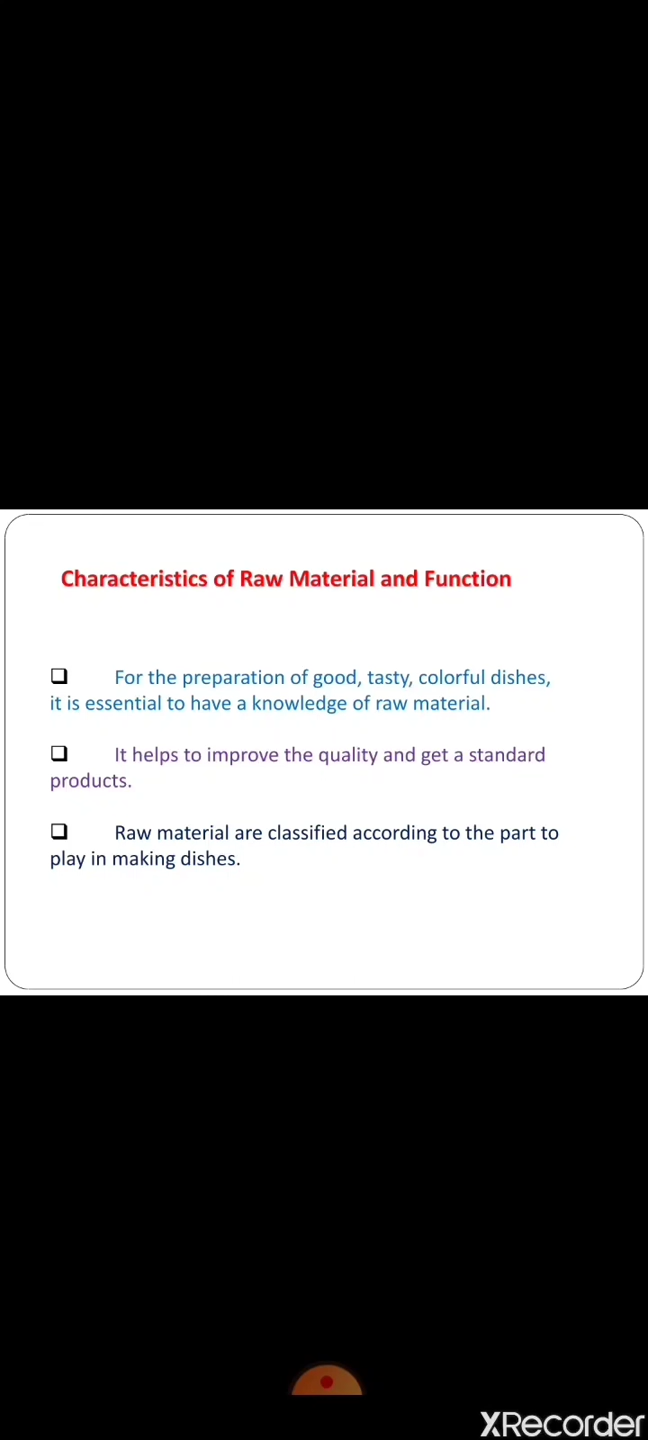 Characteristics of Raw Material and Function
❑ For the preparation of good, tasty, colorful dishes,
it is essential to have a knowledge of raw material.
❑ It helps to improve the quality and get a standard
products.
❑ Raw material are classified according to the part to
play in making dishes.
XRecorder